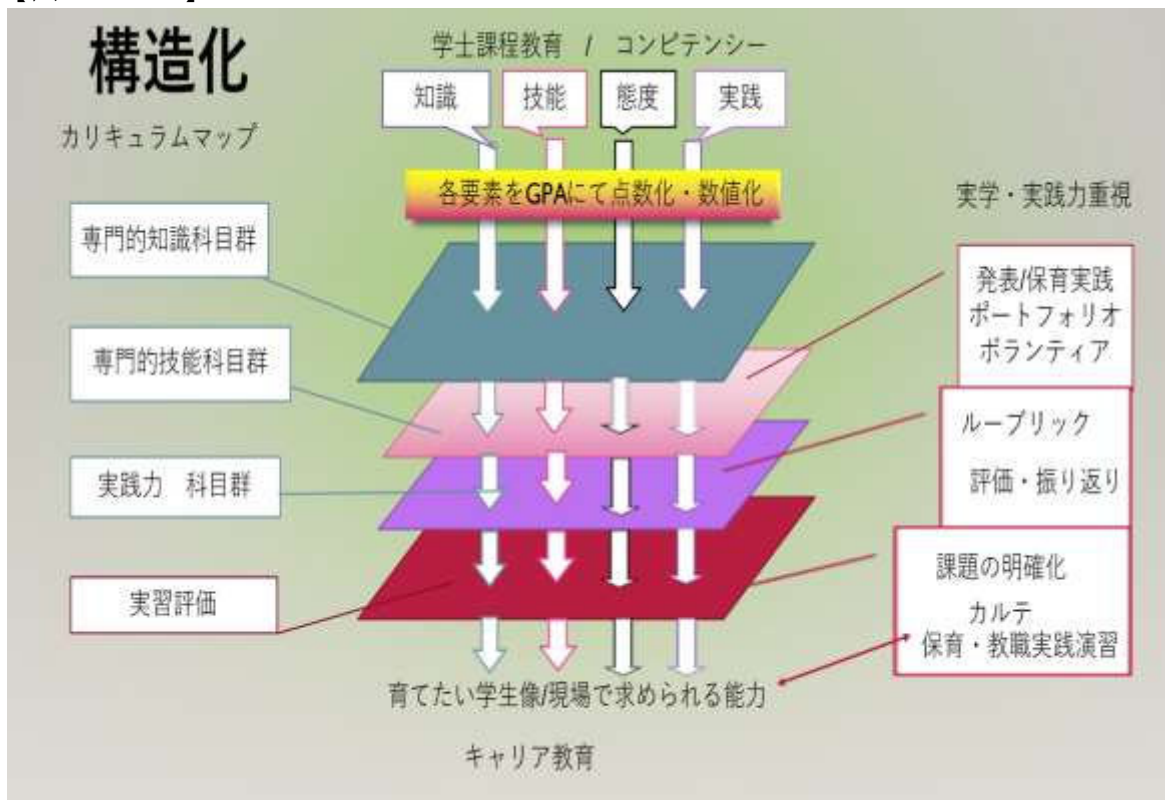 構造化
カリキュラムマップ
学士課程教育 / コンピテンシー
知識
技能
態度
実践
各要素をGPAにて点数化・数値化
専門的知識科目群
専門的技能科目群
実践力 科目群
実習評価
実学・実践力重視
発表/保育実践
ポートフォリオ
ボランティア
ルーブリック
評価・振り返り
課題の明確化
カルテ
保育・教職実践演習
育てたい学生像/現場で求められる能力
キャリア教育